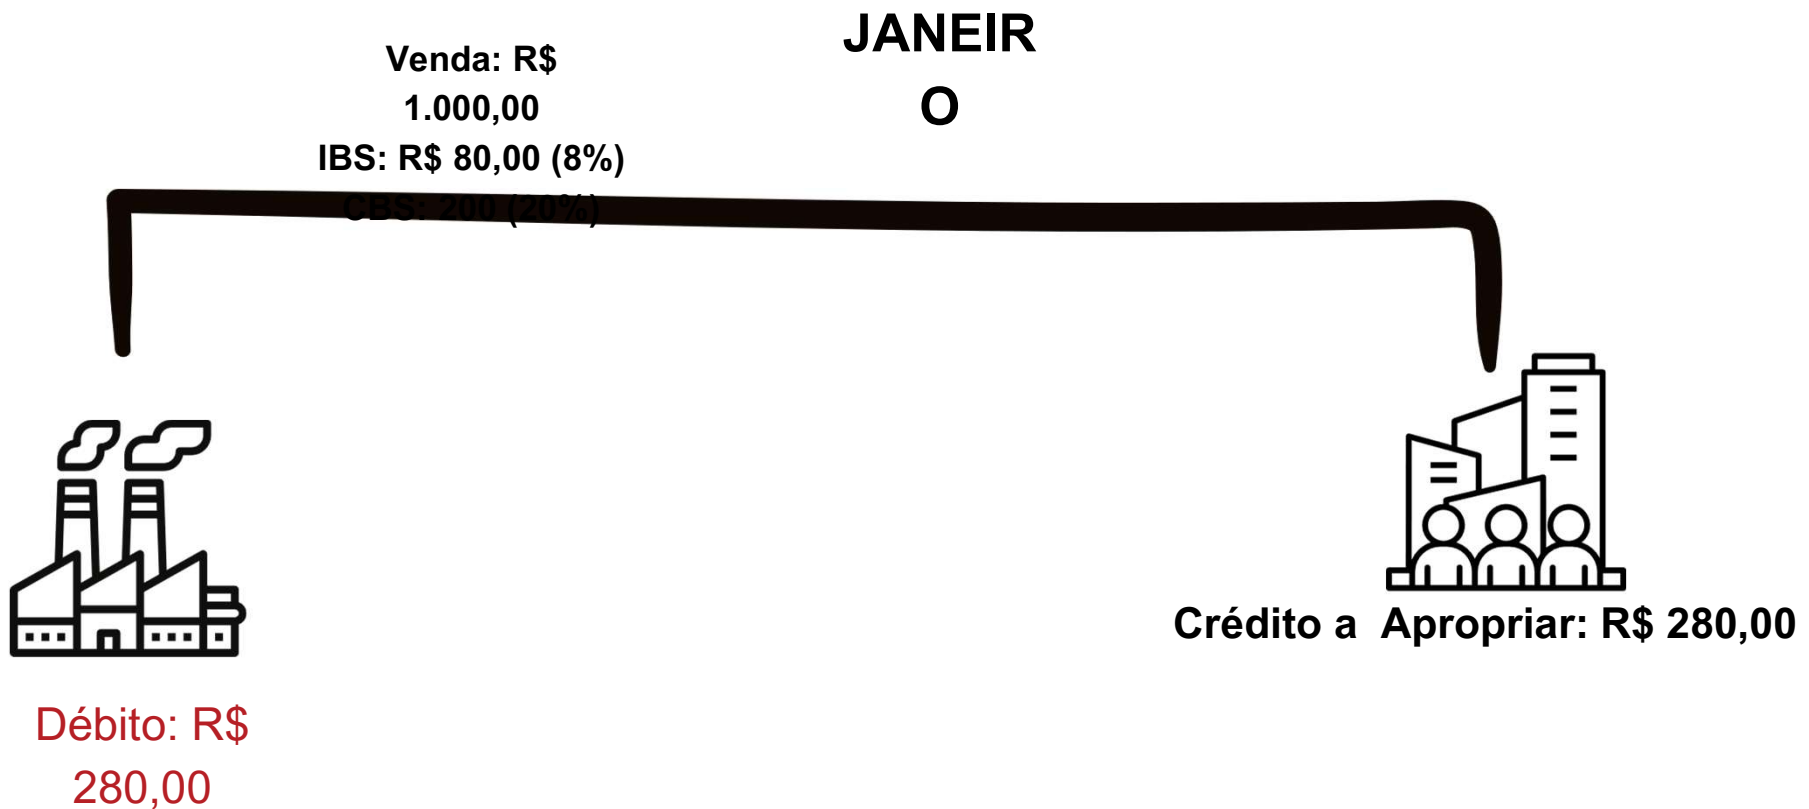 JANEIR
O
Venda: R$
1.000,00
IBS: R$ 80,00 (8%)
CBS: 200 (20%)
Crédito a  Apropriar: R$ 280,00
Débito: R$
280,00